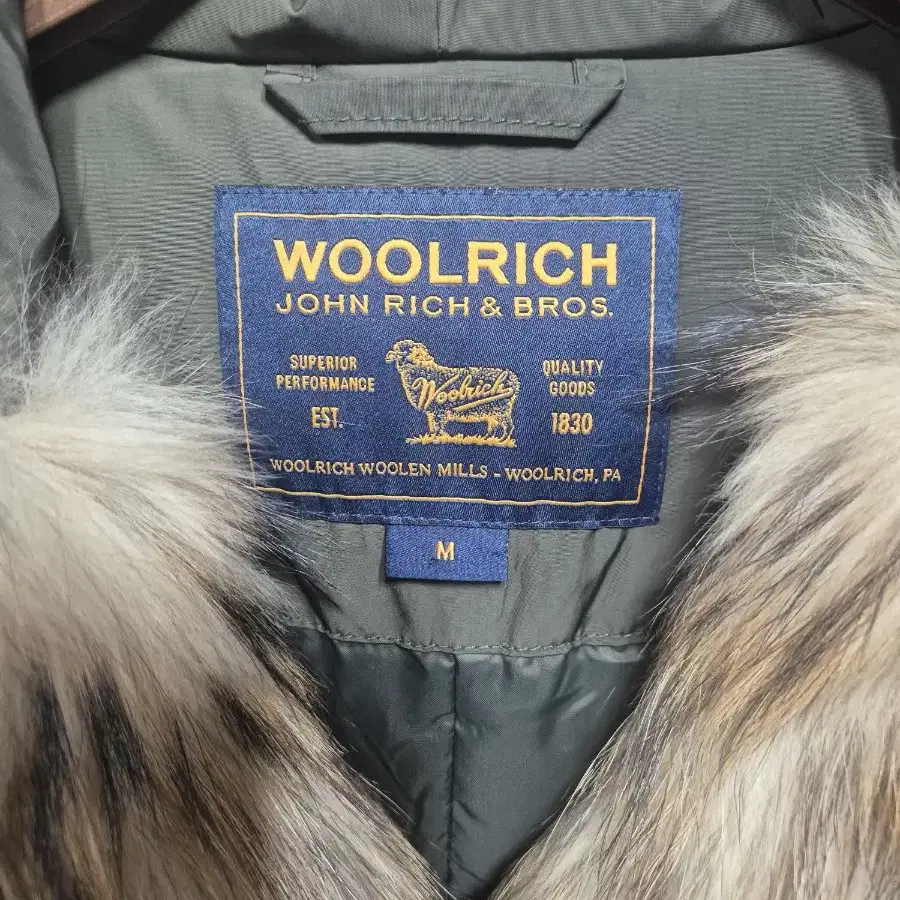 WOOLRICH
JOHN RICH & BROS.
SUPERIOR
PERFORMANCE
EST.
Woolrich
QUALITY
GOODS
1830
WOOLRICH WOOLEN MILLS - WOOLRICH, PA
M